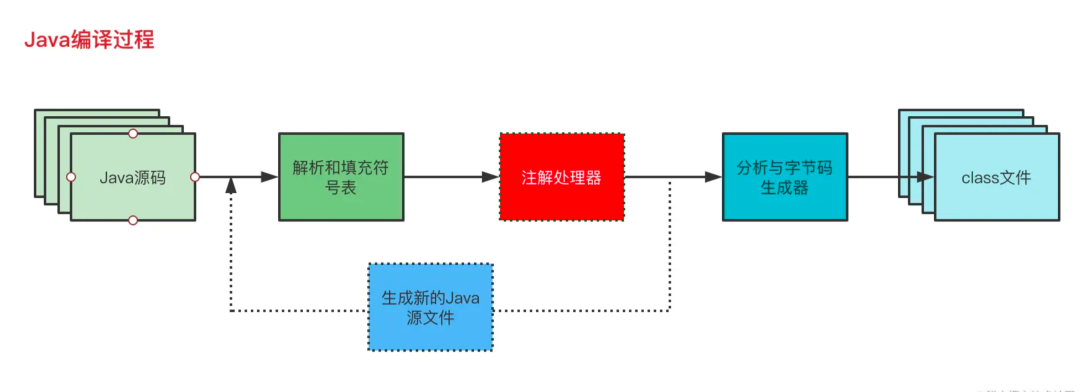 Java编译过程
Java源码
解析和填充符
号表
注解处理器
分析与字节码
生成器
class文件
生成新的Java
源文件